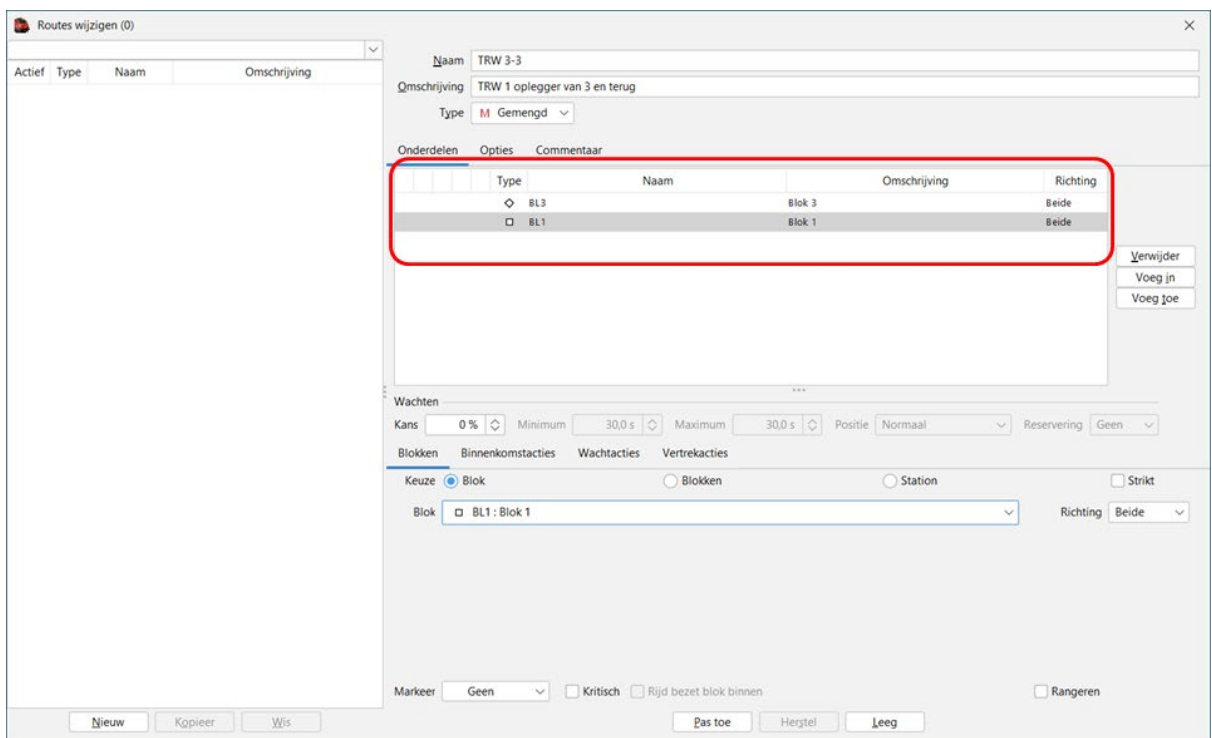 Routes wijzigen (0)
Naam TRW 3-3
Actief Type Naam Omschrijving
Omschrijving TRW 1 oplegger van 3 en terug
Type M Gemengd
Onderdelen Opties Commentaar
Type Naam Omschrijving Richting
BL3 Blok 3 Beide
BL1 Blok 1 Beide
Verwijder
Voeg in
Voeg toe
Wachten
Kans 0 % Minimum 30,0 s Maximum 30,0 s Positie Normaal Reservering Geen
Blokken Binnenkomstacties Wachtacties Vertrekacties
Keuze Blok Blokken Station Strikt
Blok BL1 : Blok 1 Richting Beide
Markeer Geen Kritisch Rijd bezet blok binnen Rangeren
Nieuw Kopieer Wis Pas toe Herstel Leeg